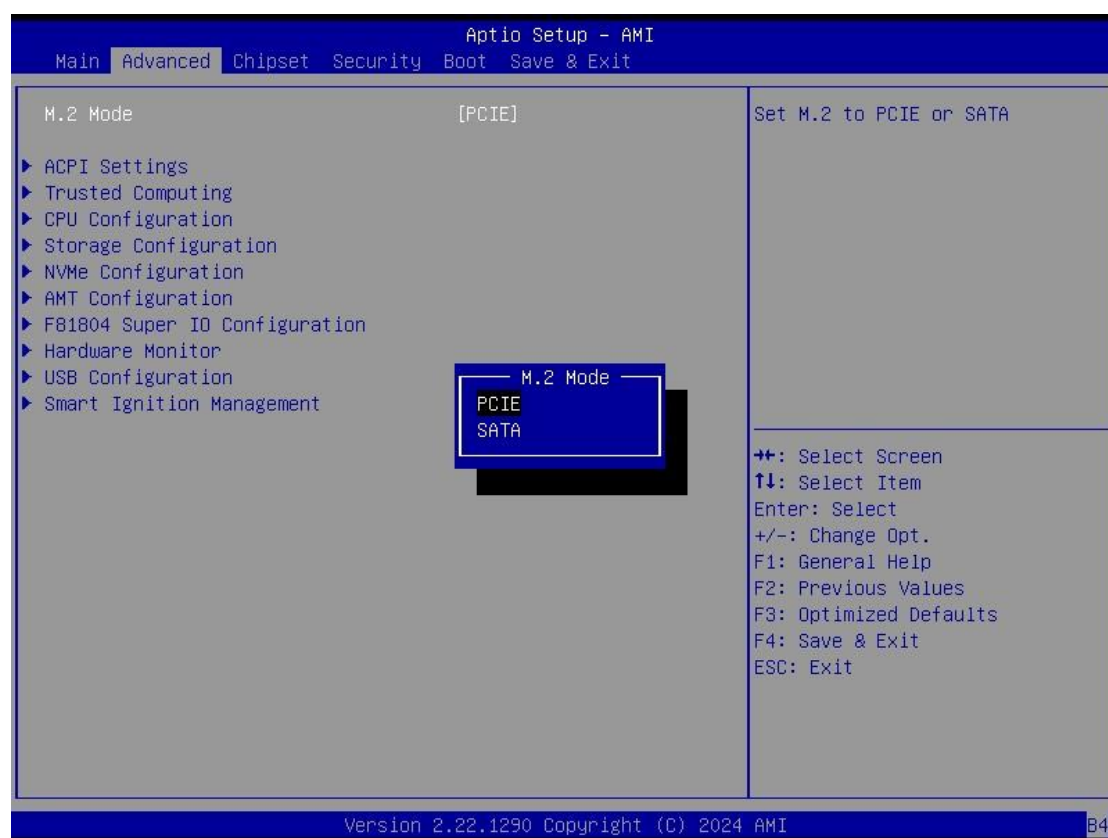 Aptio Setup - AMI
Main Advanced Chipset Security Boot Save & Exit
M.2 Mode [PCIE]
Set M.2 to PCIE or SATA
ACPI Settings
Trusted Computing
CPU Configuration
Storage Configuration
NVMe Configuration
AMT Configuration
F81804 Super IO Configuration
Hardware Monitor
USB Configuration
Smart Ignition Management
M.2 Mode
PCIE
SATA
→←: Select Screen
↑↓: Select Item
Enter: Select
+/-: Change Opt.
F1: General Help
F2: Previous Values
F3: Optimized Defaults
F4: Save & Exit
ESC: Exit
Version 2.22.1290 Copyright (C) 2024 AMI
B4